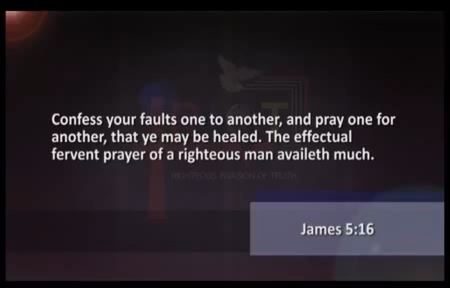 Confess your faults one to another, and pray one for
another, that ye may be healed. The effectual
fervent prayer of a righteous man availeth much.
James 5:16